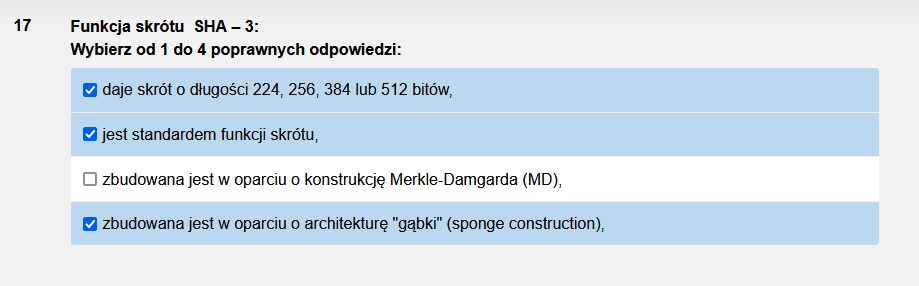 17 Funkcja skrótu SHA – 3:
Wybierz od 1 do 4 poprawnych odpowiedzi:
daje skrót o długości 224, 256, 384 lub 512 bitów,
jest standardem funkcji skrótu,
zbudowana jest w oparciu o konstrukcję Merkle-Damgarda (MD),
zbudowana jest w oparciu o architekturę "gąbki" (sponge construction),